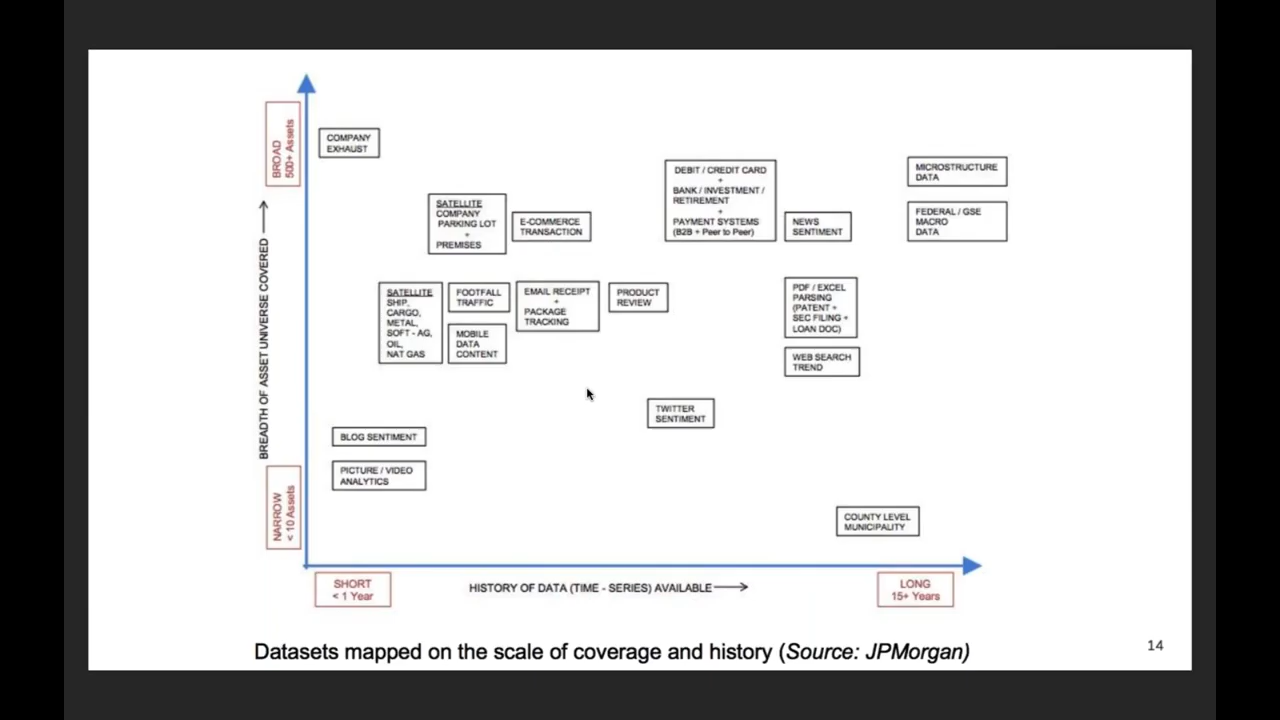 BROAD
500+ Assets
BREADTH OF ASSET UNIVERSE COVERED
NARROW
< 10 Assets
COMPANY
EXHAUST
SATELLITE
COMPANY
PARKING LOT
+
PREMISES
E-COMMERCE
TRANSACTION
DEBIT / CREDIT CARD
+
BANK / INVESTMENT /
RETIREMENT
+
PAYMENT SYSTEMS
(B2B + Peer to Peer)
NEWS
SENTIMENT
MICROSTRUCTURE
DATA
FEDERAL / GSE
MACRO
DATA
SATELLITE
SHIP,
CARGO,
METAL,
SOFT - AG,
OIL,
NAT GAS
FOOTFALL
TRAFFIC
MOBILE
DATA
CONTENT
EMAIL RECEIPT
+
PACKAGE
TRACKING
PRODUCT
REVIEW
PDF / EXCEL
PARSING
(PATENT +
SEC FILING +
LOAN DOC)
WEB SEARCH
TREND
TWITTER
SENTIMENT
BLOG SENTIMENT
PICTURE / VIDEO
ANALYTICS
COUNTY LEVEL
MUNICIPALITY
SHORT
< 1 Year
HISTORY OF DATA (TIME - SERIES) AVAILABLE
LONG
15+ Years
Datasets mapped on the scale of coverage and history (Source: JPMorgan)
14